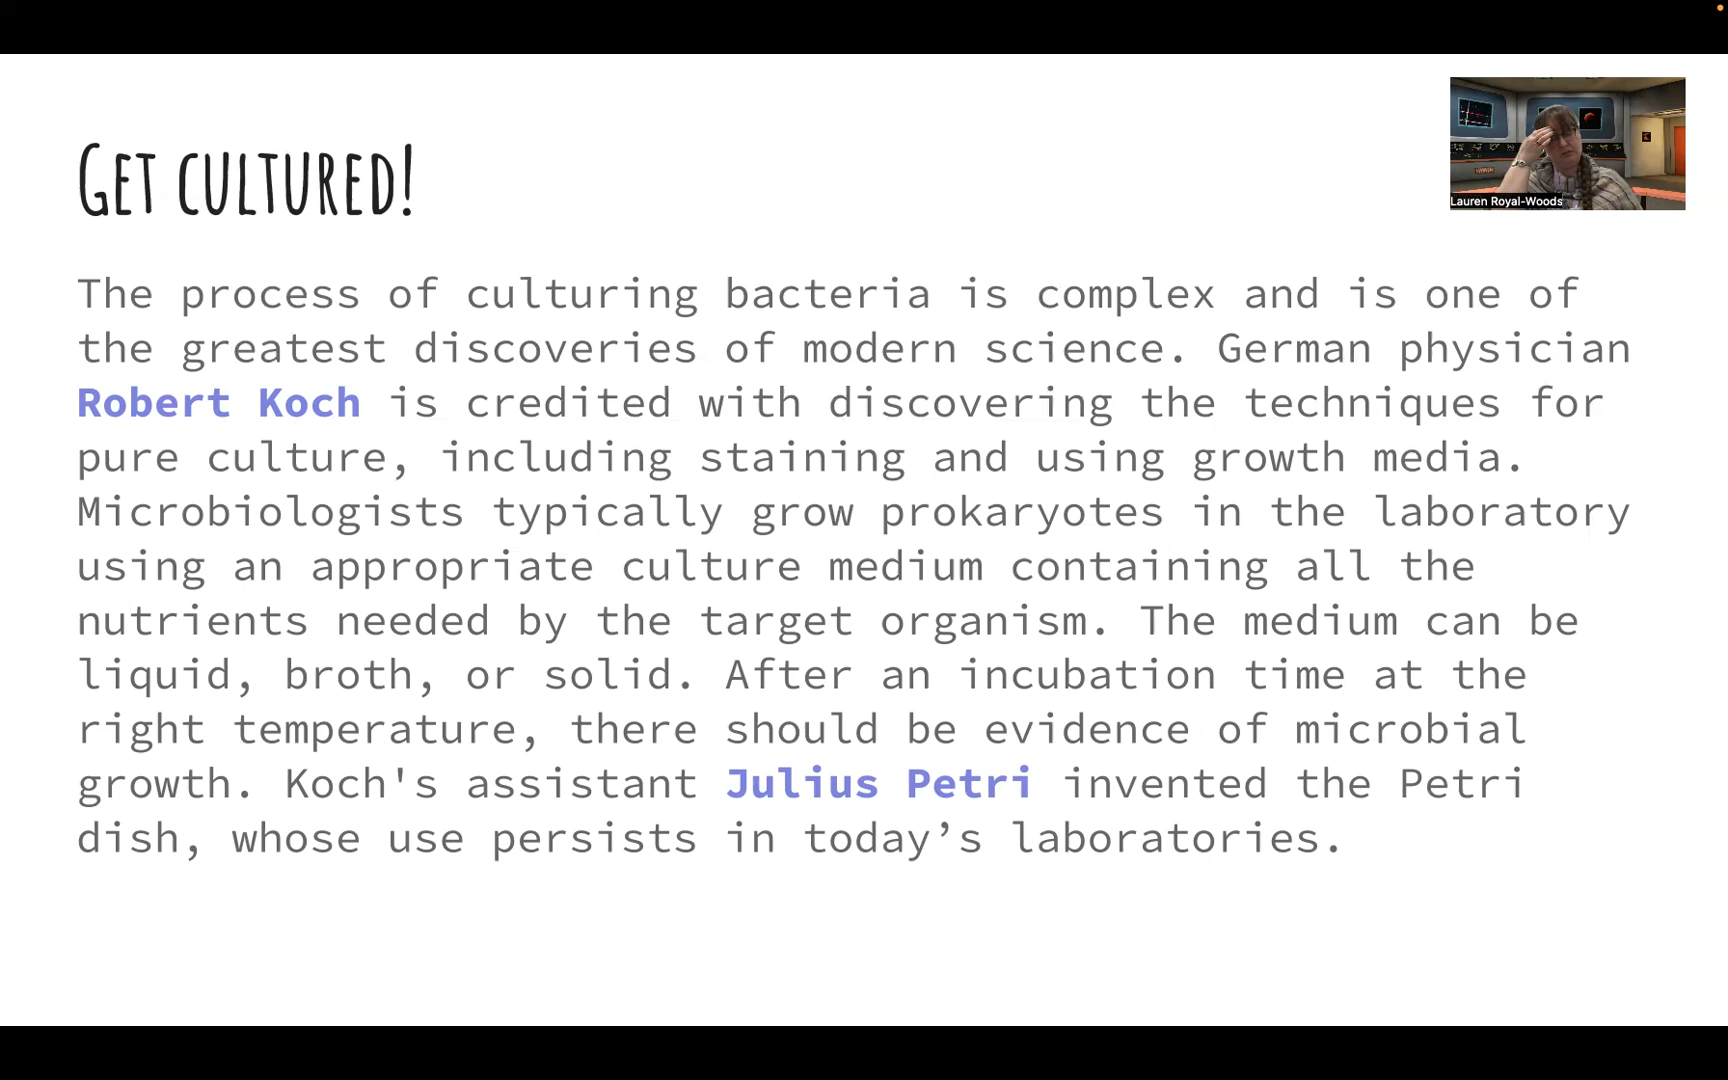 Get cultured!
Lauren Royal-Woods
The process of culturing bacteria is complex and is one of
the greatest discoveries of modern science. German physician
Robert Koch is credited with discovering the techniques for
pure culture, including staining and using growth media.
Microbiologists typically grow prokaryotes in the laboratory
using an appropriate culture medium containing all the
nutrients needed by the target organism. The medium can be
liquid, broth, or solid. After an incubation time at the
right temperature, there should be evidence of microbial
growth. Koch's assistant Julius Petri invented the Petri
dish, whose use persists in today’s laboratories.